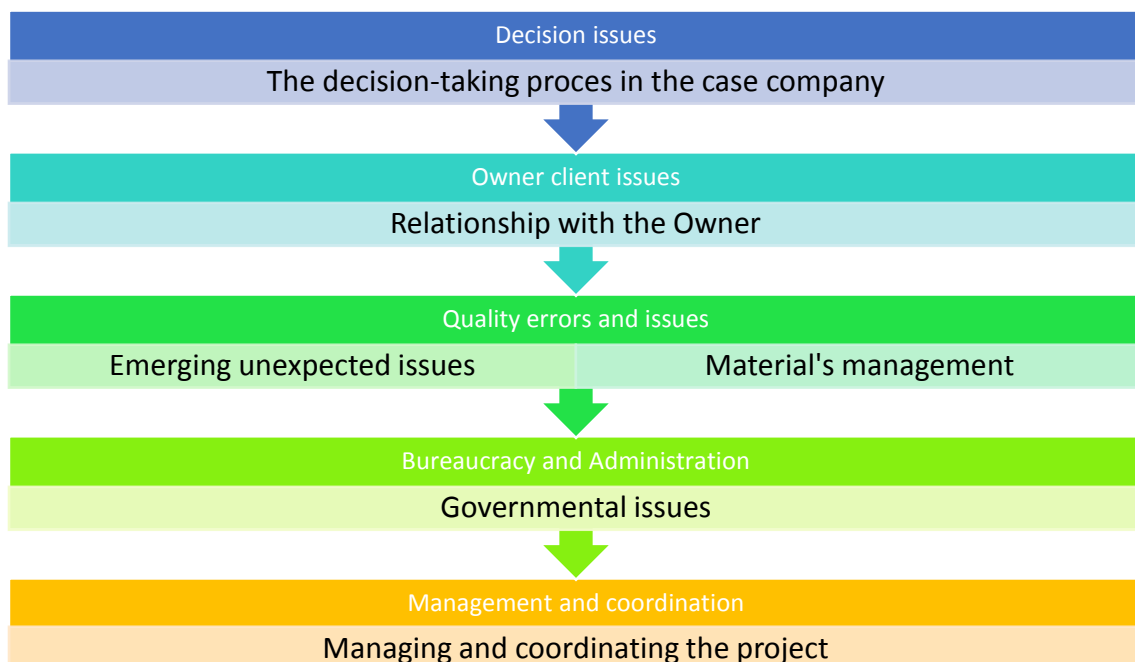 Decision issues
The decision-taking proces in the case company
Owner client issues
Relationship with the Owner
Quality errors and issues
Emerging unexpected issues
Material's management
Bureaucracy and Administration
Governmental issues
Management and coordination
Managing and coordinating the project